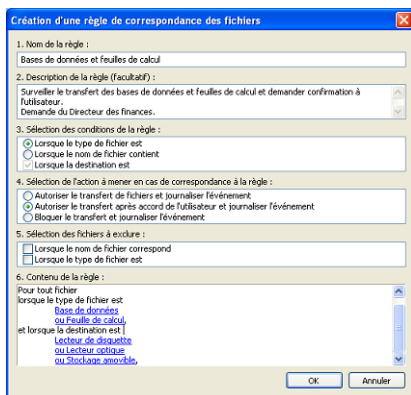 Création d'une règle de correspondance des fichiers
1. Nom de la règle :
Bases de données et feuilles de calcul
2. Description de la règle (facultatif) :
Surveiller le transfert des bases de données et feuilles de calcul et demander confirmation à
l'utilisateur.
Demande du Directeur des finances.
3. Sélection des conditions de la règle :
Lorsque le type de fichier est
Lorsque le nom de fichier contient
Lorsque la destination est
4. Sélection de l'action à mener en cas de correspondance à la règle :
Autoriser le transfert de fichiers et journaliser l'événement
Autoriser le transfert après accord de l'utilisateur et journaliser l'événement
Bloquer le transfert et journaliser l'événement
5. Sélection des fichiers à exclure :
Lorsque le nom de fichier correspond
Lorsque le type de fichier est
6. Contenu de la règle :
Pour tout fichier
lorsque le type de fichier est
Base de données
ou Feuille de calcul,
et lorsque la destination est
Lecteur de disquette
ou Lecteur optique
ou Stockage amovible,
OK
Annuler